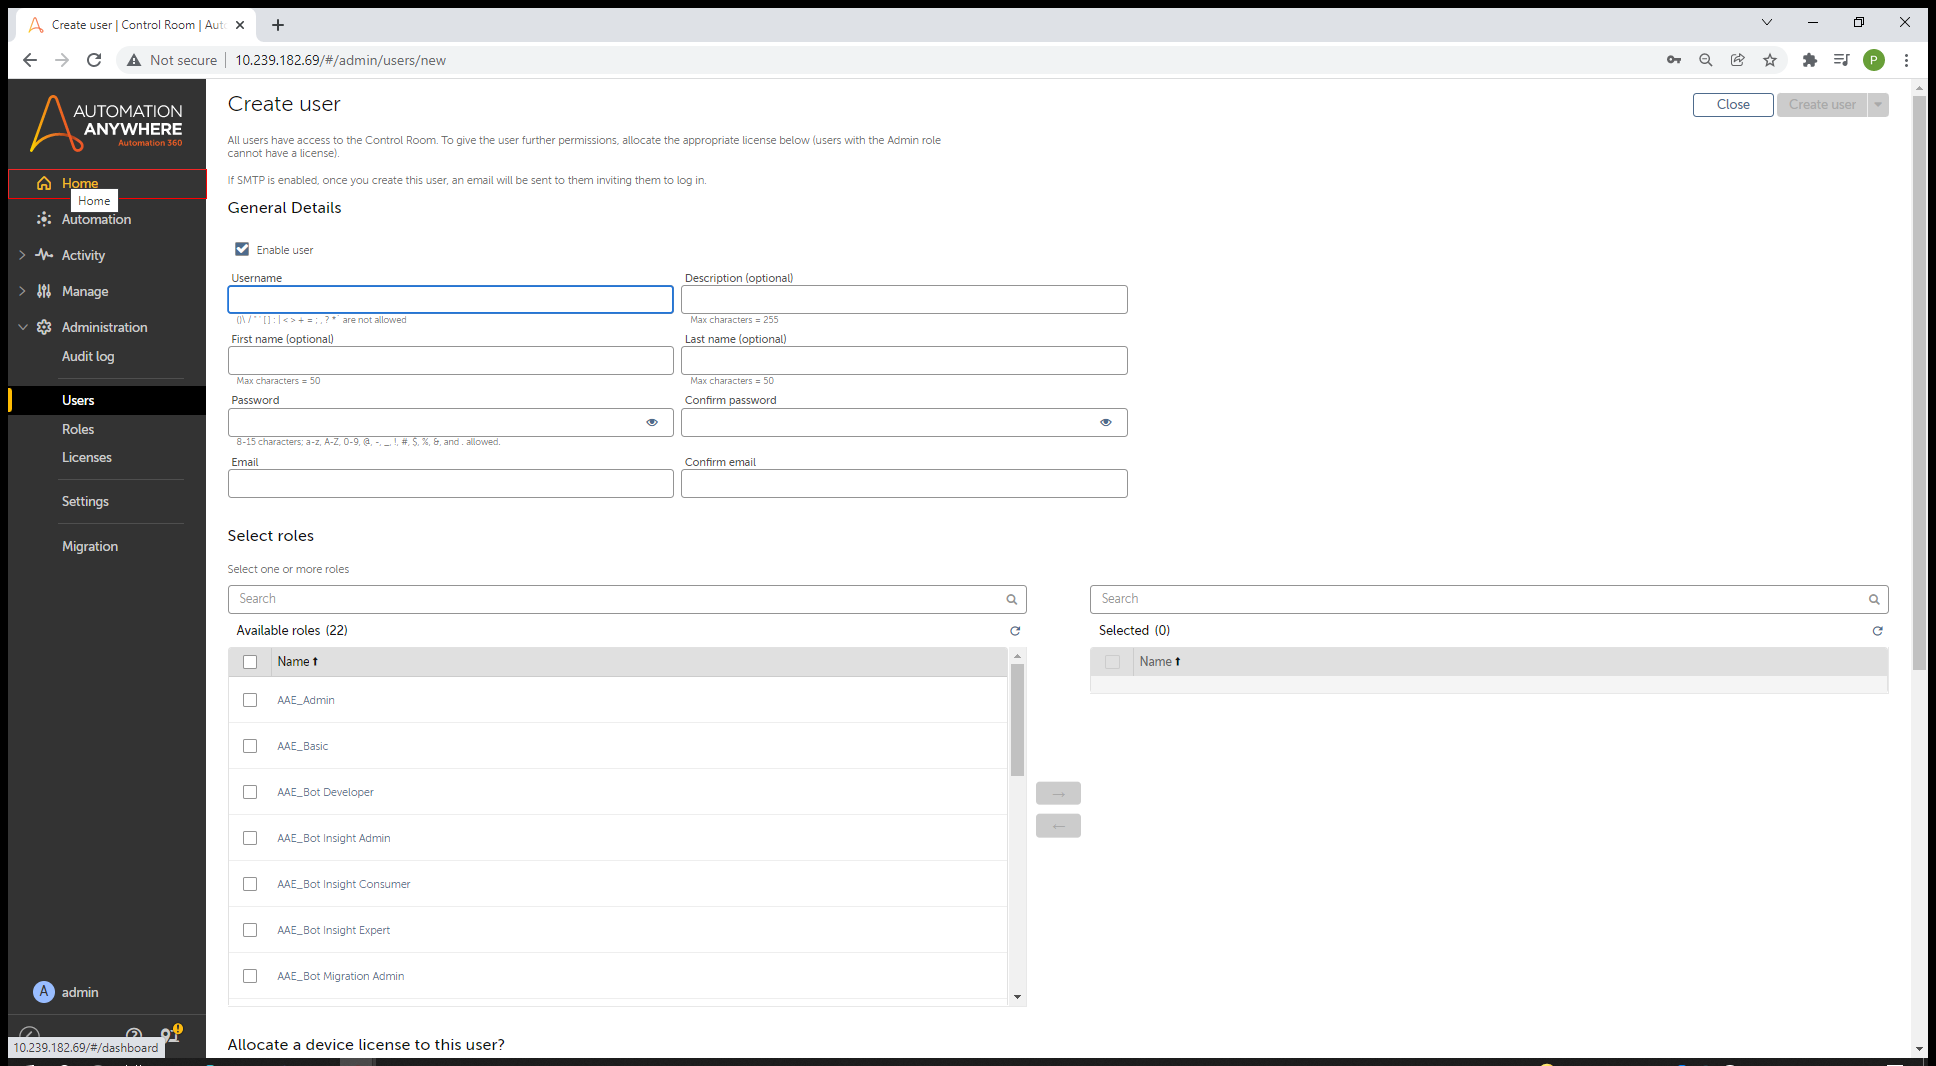 Create user | Control Room | Auto
Not secure 10.239.182.69/#/admin/users/new
P
AUTOMATION
ANYWHERE
Automation 360
Home
Home
Automation
Activity
Manage
Administration
Audit log
Users
Roles
Licenses
Settings
Migration
A admin
10.239.182.69/#/dashboard
Create user
Close
Create user
All users have access to the Control Room. To give the user further permissions, allocate the appropriate license below (users with the Admin role
cannot have a license).
If SMTP is enabled, once you create this user, an email will be sent to them inviting them to log in.
General Details
Enable user
Username Description (optional)
()\ / " ' [ ] : | < > + = ; , ? * ` are not allowed Max characters = 255
First name (optional) Last name (optional)
Max characters = 50 Max characters = 50
Password Confirm password
8-15 characters; a-z, A-Z, 0-9, @, -, _, !, #, $, %, &, and . allowed.
Email Confirm email
Select roles
Select one or more roles
Search Search
Available roles (22) Selected (0)
Name Name
AAE_Admin
AAE_Basic
AAE_Bot Developer
AAE_Bot Insight Admin
AAE_Bot Insight Consumer
AAE_Bot Insight Expert
AAE_Bot Migration Admin
Allocate a device license to this user?